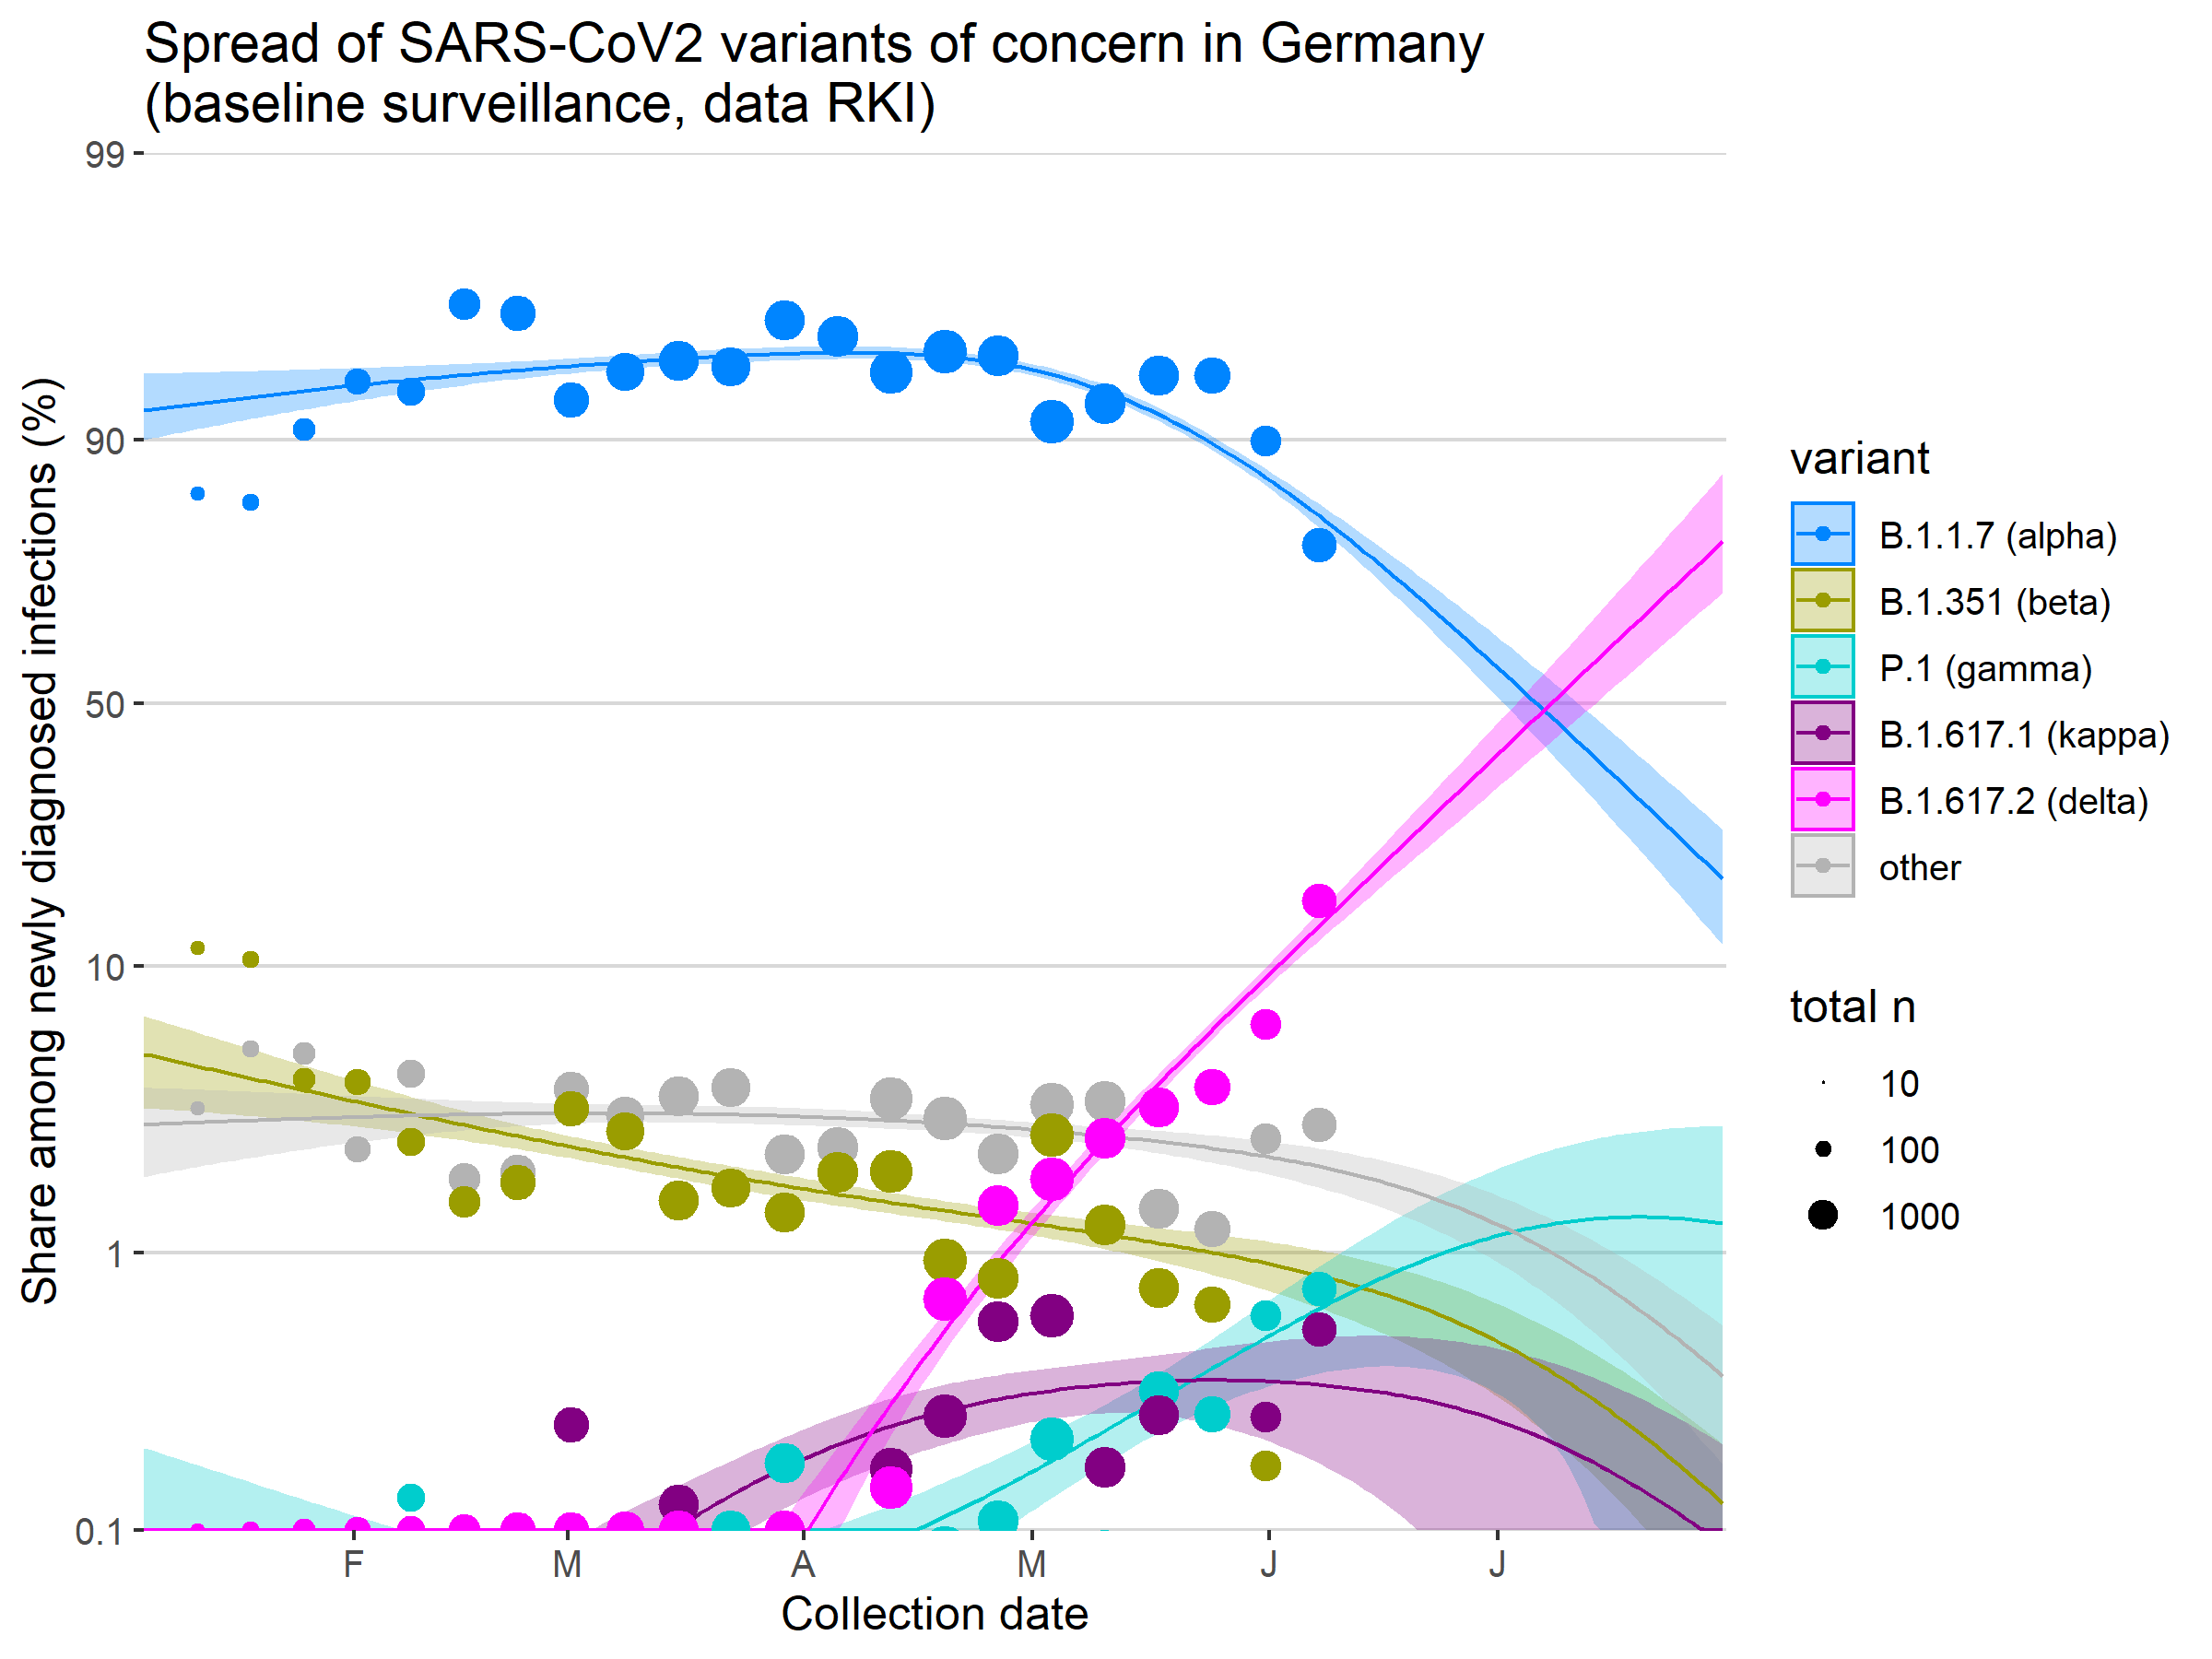 Spread of SARS-CoV2 variants of concern in Germany
(baseline surveillance, data RKI)
Share among newly diagnosed infections (%)
99
90
50
10
1
0.1
F
M
A
M
J
J
Collection date
variant
B.1.1.7 (alpha)
B.1.351 (beta)
P.1 (gamma)
B.1.617.1 (kappa)
B.1.617.2 (delta)
other
total n
10
100
1000